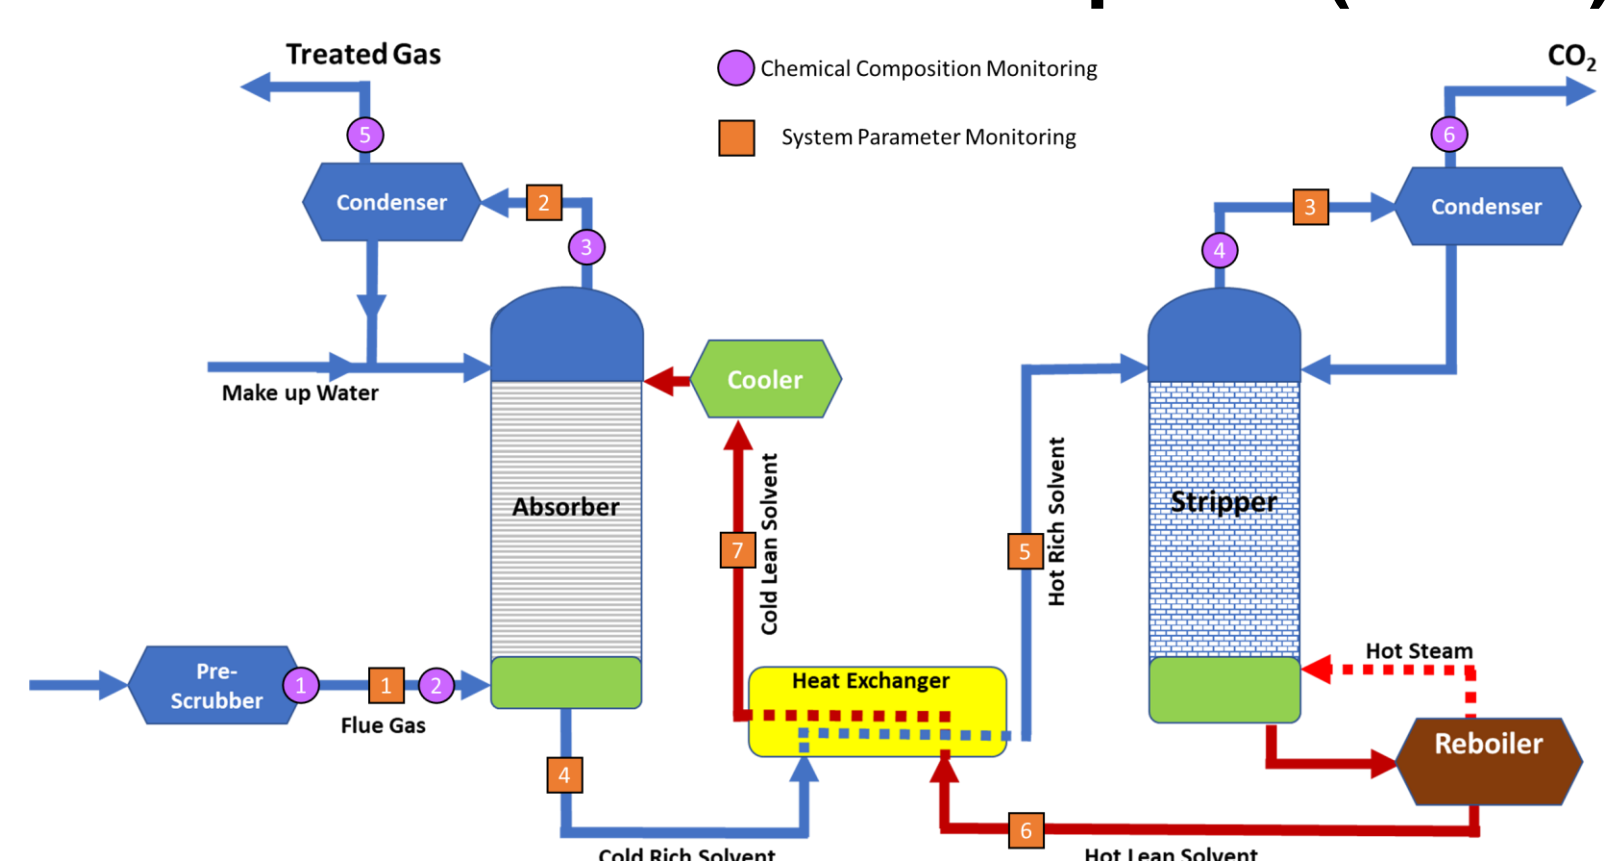 Treated Gas
Chemical Composition Monitoring
System Parameter Monitoring
CO₂
5
6
Condenser
2
3
Condenser
3
4
Make up Water
Cooler
Absorber
Cold Lean Solvent
7
Hot Rich Solvent
5
Stripper
Pre-
Scrubber
1
1
2
Flue Gas
Heat Exchanger
Hot Steam
Reboiler
4
6
Cold Rich Solvent
Hot Lean Solvent